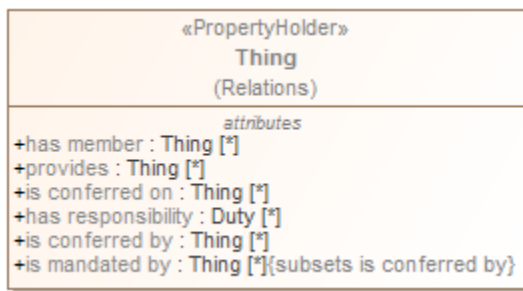 «PropertyHolder»
Thing
(Relations)
attributes
+has member : Thing [*]
+provides : Thing [*]
+is conferred on : Thing [*]
+has responsibility : Duty [*]
+is conferred by : Thing [*]
+is mandated by : Thing [*]{subsets is conferred by}